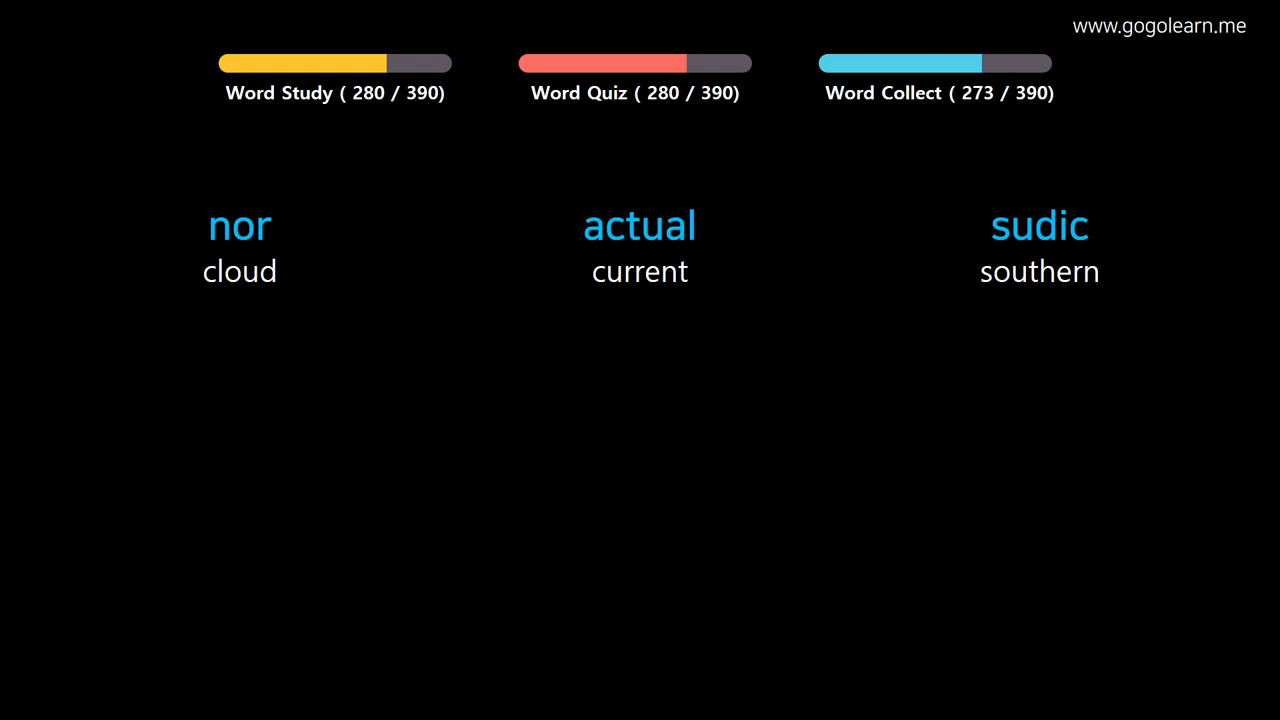 www.gogolearn.me
Word Study ( 280 / 390)
Word Quiz ( 280 / 390)
Word Collect ( 273 / 390)
nor
cloud
actual
current
sudic
southern